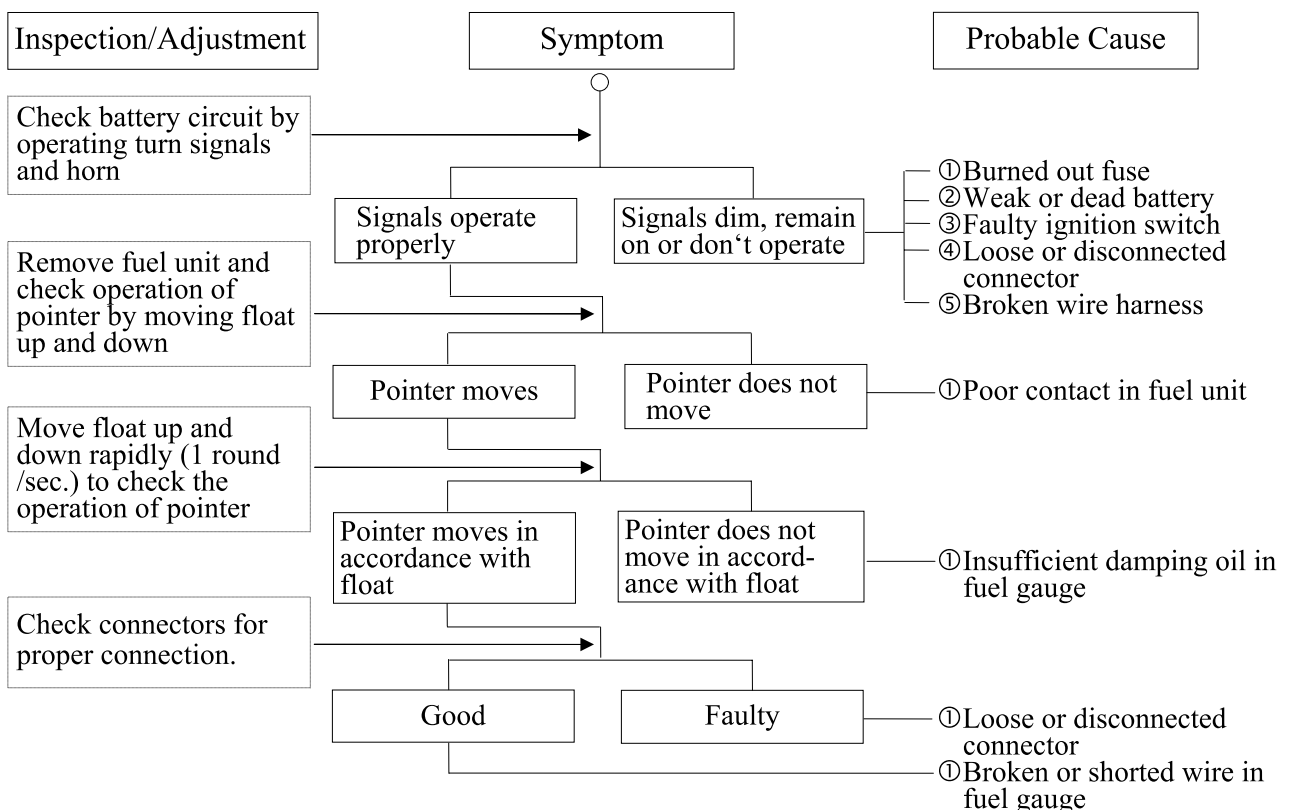 Inspection/Adjustment
Symptom
Probable Cause
Check battery circuit by
operating turn signals
and horn
Signals operate
properly
Signals dim, remain
on or don‘t operate
①Burned out fuse
②Weak or dead battery
③Faulty ignition switch
④Loose or disconnected
connector
⑤Broken wire harness
Remove fuel unit and
check operation of
pointer by moving float
up and down
Pointer moves
Pointer does not
move
①Poor contact in fuel unit
Move float up and
down rapidly (1 round
/sec.) to check the
operation of pointer
Pointer moves in
accordance with
float
Pointer does not
move in accord-
ance with float
①Insufficient damping oil in
fuel gauge
Check connectors for
proper connection.
Good
Faulty
①Loose or disconnected
connector
①Broken or shorted wire in
fuel gauge